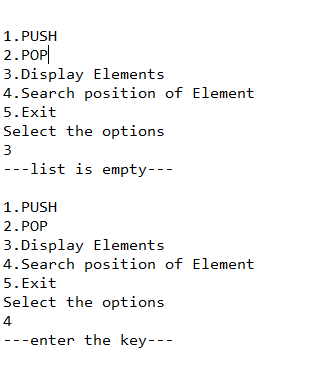 1.PUSH
2.POP
3.Display Elements
4.Search position of Element
5.Exit
Select the options
3
---list is empty---
1.PUSH
2.POP
3.Display Elements
4.Search position of Element
5.Exit
Select the options
4
---enter the key---